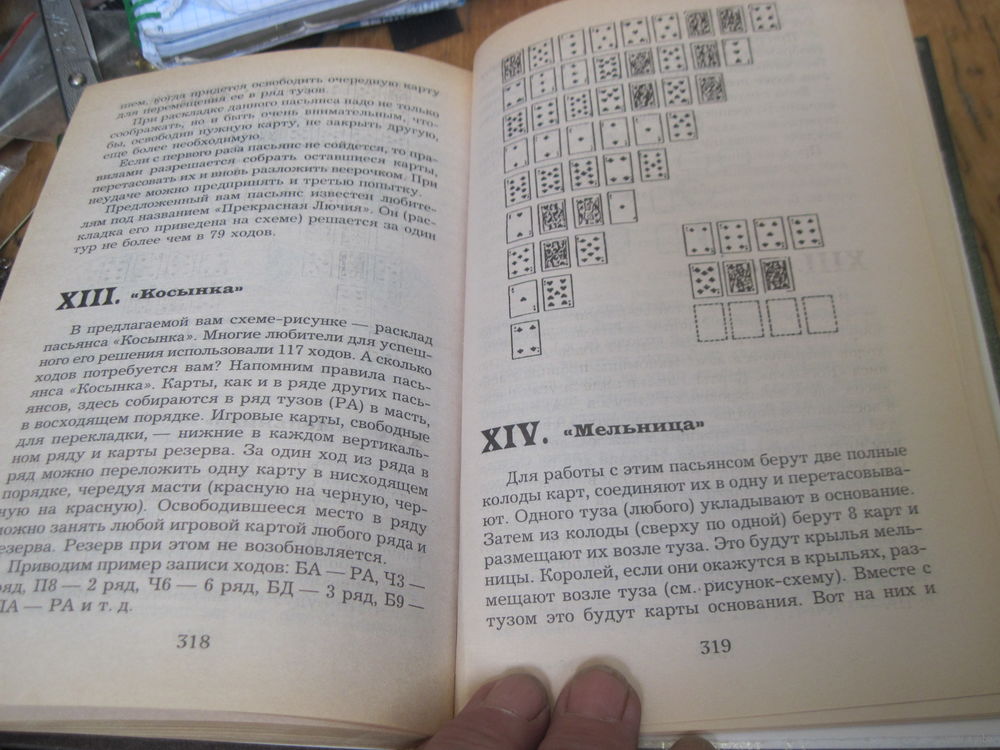 нием, когда придется освободить очередную карту
для перемещения ее в ряд тузов.
При раскладке данного пасьянса надо не только
соображать, но и быть очень внимательным, что-
бы, освободив нужную карту, не закрыть другую,
еще более необходимую.
Если с первого раза пасьянс не сойдется, то пра-
вилами разрешается собрать оставшиеся карты,
перетасовать их и вновь разложить веерочком. При
неудаче можно предпринять и третью попытку.
Предложенный вам пасьянс известен любите-
лям под названием «Прекрасная Лючия». Он (рас-
кладка его приведена на схеме) решается за один
тур не более чем в 79 ходов.
XIII. «Косынка»
В предлагаемой вам схеме-рисунке — расклад
пасьянса «Косынка». Многие любители для успеш-
ного его решения использовали 117 ходов. А сколько
ходов потребуется вам? Напомним правила пась-
янса «Косынка». Карты, как и в ряде других пась-
янсов, здесь собираются в ряд тузов (РА) в масть,
в восходящем порядке. Игровые карты, свободные
для перекладки, — нижние в каждом вертикаль-
ном ряду и карты резерва. За один ход из ряда в
ряд можно переложить одну карту в нисходящем
порядке, чередуя масти (красную на черную, чер-
ную на красную). Освободившееся место в ряду
можно занять любой игровой картой любого ряда и
резерва. Резерв при этом не возобновляется.
Приводим пример записи ходов: БА — РА, Ч3 —
ряд, П8 — 2 ряд, Ч6 — 6 ряд, БД — 3 ряд, Б9 —
ПА — РА и т. д.
318
XIV. «Мельница»
Для работы с этим пасьянсом берут две полные
колоды карт, соединяют их в одну и перетасовыва-
ют. Одного туза (любого) укладывают в основание.
Затем из колоды (сверху по одной) берут 8 карт и
размещают их возле туза. Это будут крылья мель-
ницы. Королей, если они окажутся в крыльях, раз-
мещают возле туза (см. рисунок-схему). Вместе с
тузом это будут карты основания. Вот на них и
319